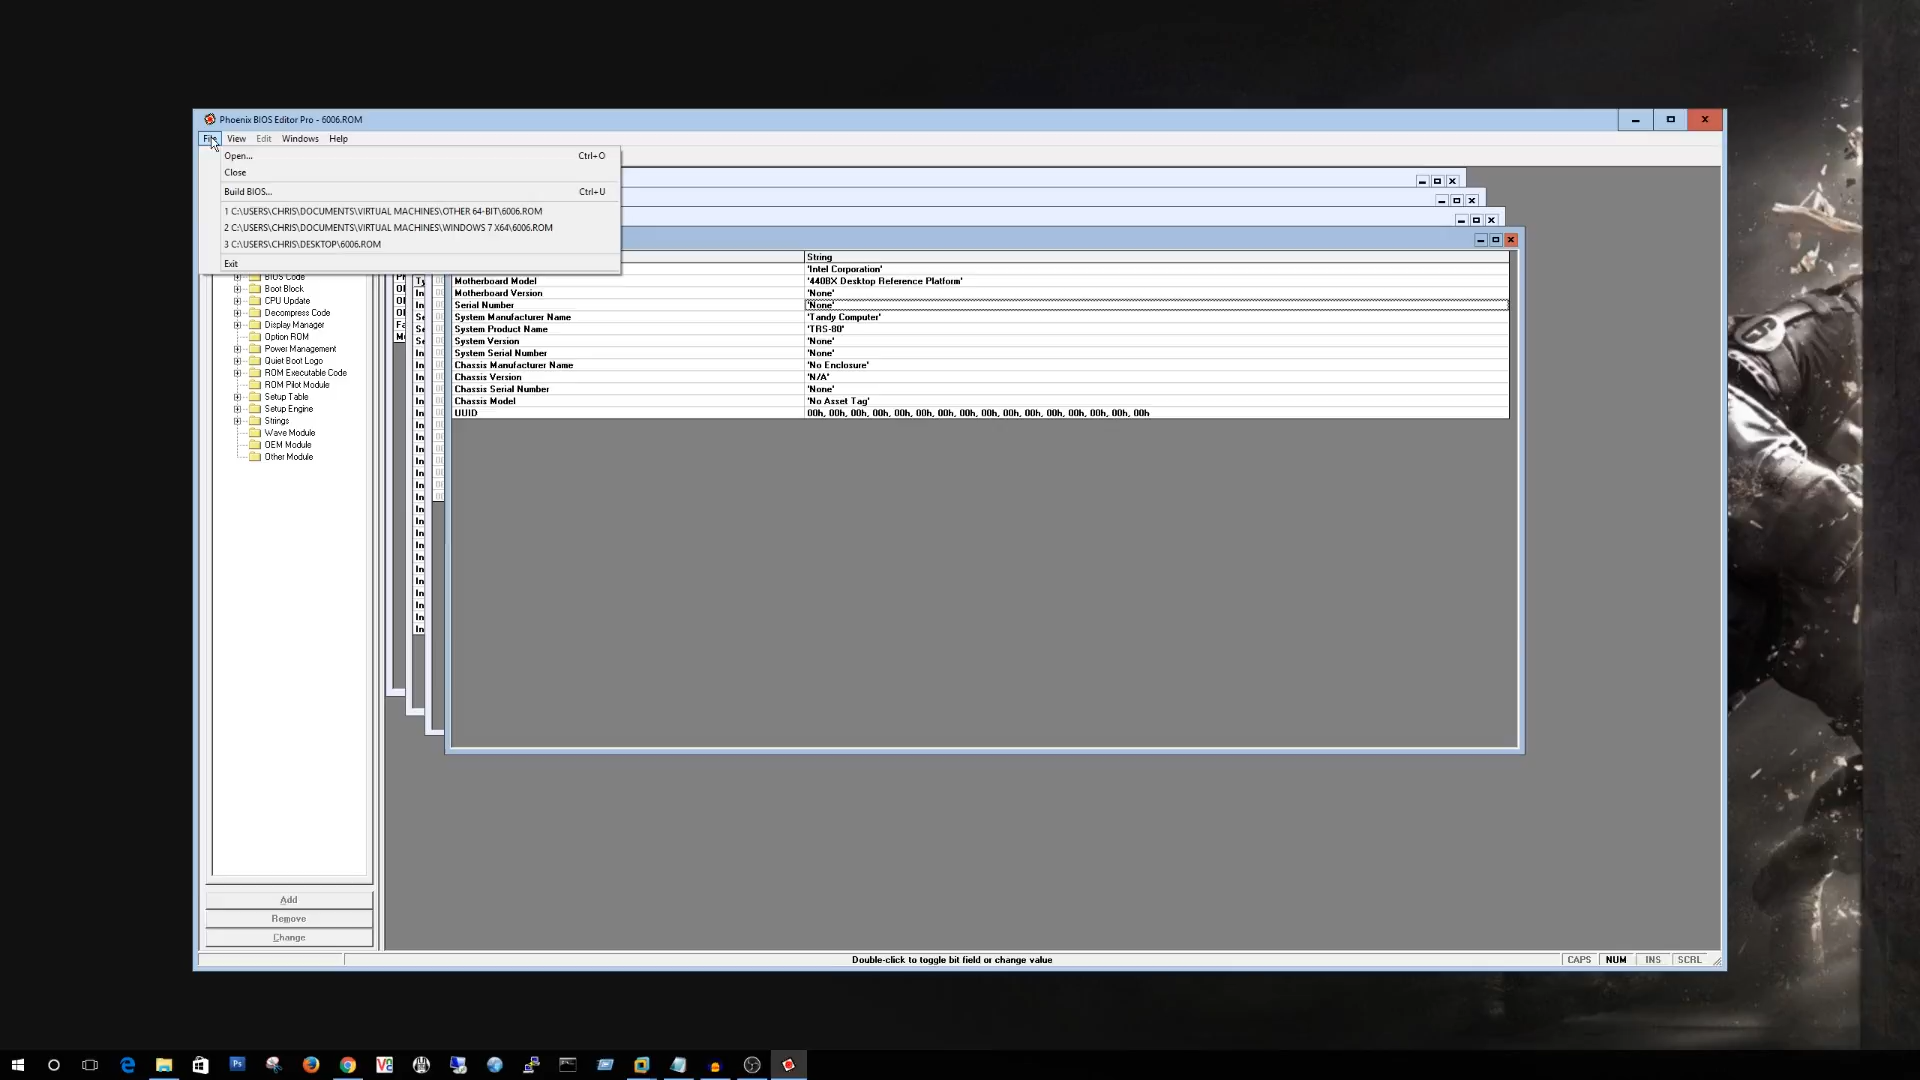 Phoenix BIOS Editor Pro - 6006.ROM
File View Edit Windows Help
Open... Ctrl+O
Close
Build BIOS... Ctrl+U
1 C:\USERS\CHRIS\DOCUMENTS\VIRTUAL MACHINES\OTHER 64-BIT\6006.ROM
2 C:\USERS\CHRIS\DOCUMENTS\VIRTUAL MACHINES\WINDOWS 7 X64\6006.ROM
3 C:\USERS\CHRIS\DESKTOP\6006.ROM
Exit
BIOS Code
Boot Block
CPU Update
Decompress Code
Display Manager
Option ROM
Power Management
Quiet Boot Logo
ROM Executable Code
ROM Pilot Module
Setup Table
Setup Engine
Strings
Wave Module
OEM Module
Other Module
Add
Remove
Change
String
'Intel Corporation'
Motherboard Model '440BX Desktop Reference Platform'
Motherboard Version 'None'
Serial Number 'None'
System Manufacturer Name 'Tandy Computer'
System Product Name 'TRS-80'
System Version 'None'
System Serial Number 'None'
Chassis Manufacturer Name 'No Enclosure'
Chassis Version 'N/A'
Chassis Serial Number 'None'
Chassis Model 'No Asset Tag'
UUID 00h, 00h, 00h, 00h, 00h, 00h, 00h, 00h, 00h, 00h, 00h, 00h, 00h, 00h, 00h, 00h
Double-click to toggle bit field or change value
CAPS NUM INS SCRL
Ps